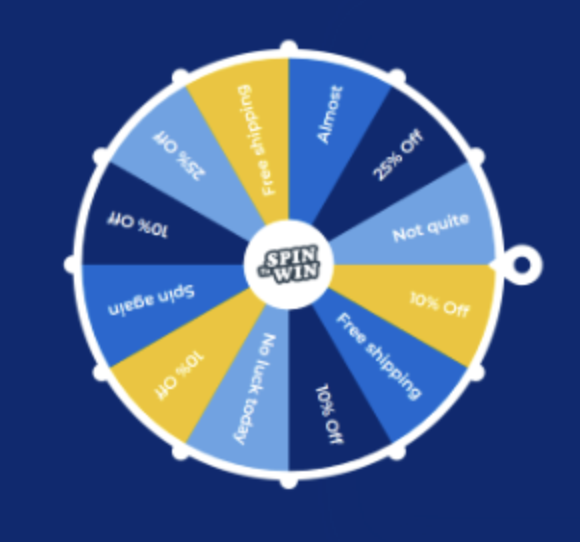 Almost
25% Off
Not quite
10% Off
Free shipping
10% Off
No luck today
10% Off
Spin again
10% Off
25% Off
Free shipping
SPIN
TO WIN